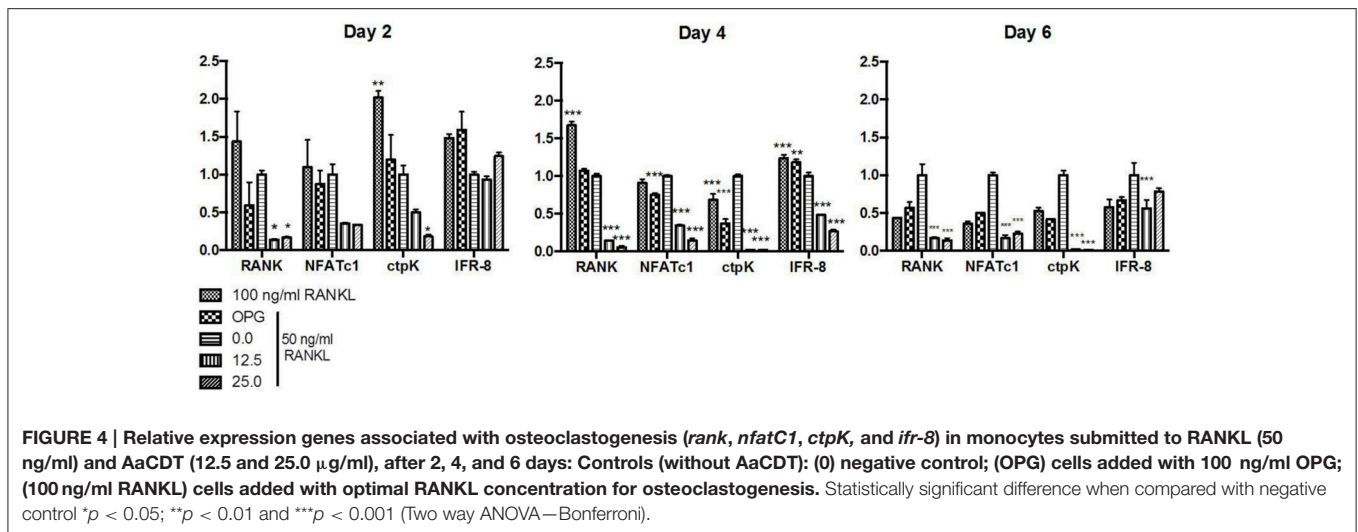 Day 2
Day 4
Day 6
2.5
2.0
1.5
1.0
0.5
0.0
**
*
*
*
RANK
NFATc1
ctpK
IFR-8
2.5
2.0
1.5
1.0
0.5
0.0
***
***
***
***
***
***
***
***
***
***
***
***
**
***
***
RANK
NFATc1
ctpK
IFR-8
2.5
2.0
1.5
1.0
0.5
0.0
***
***
***
***
***
***
***
RANK
NFATc1
ctpK
IFR-8
100 ng/ml RANKL
OPG
0.0
12.5
25.0
50 ng/ml
RANKL
FIGURE 4 | Relative expression genes associated with osteoclastogenesis (rank, nfatC1, ctpK, and ifr-8) in monocytes submitted to RANKL (50
ng/ml) and AaCDT (12.5 and 25.0 μg/ml), after 2, 4, and 6 days: Controls (without AaCDT): (0) negative control; (OPG) cells added with 100 ng/ml OPG;
(100 ng/ml RANKL) cells added with optimal RANKL concentration for osteoclastogenesis. Statistically significant difference when compared with negative
control *p < 0.05; **p < 0.01 and ***p < 0.001 (Two way ANOVA—Bonferroni).